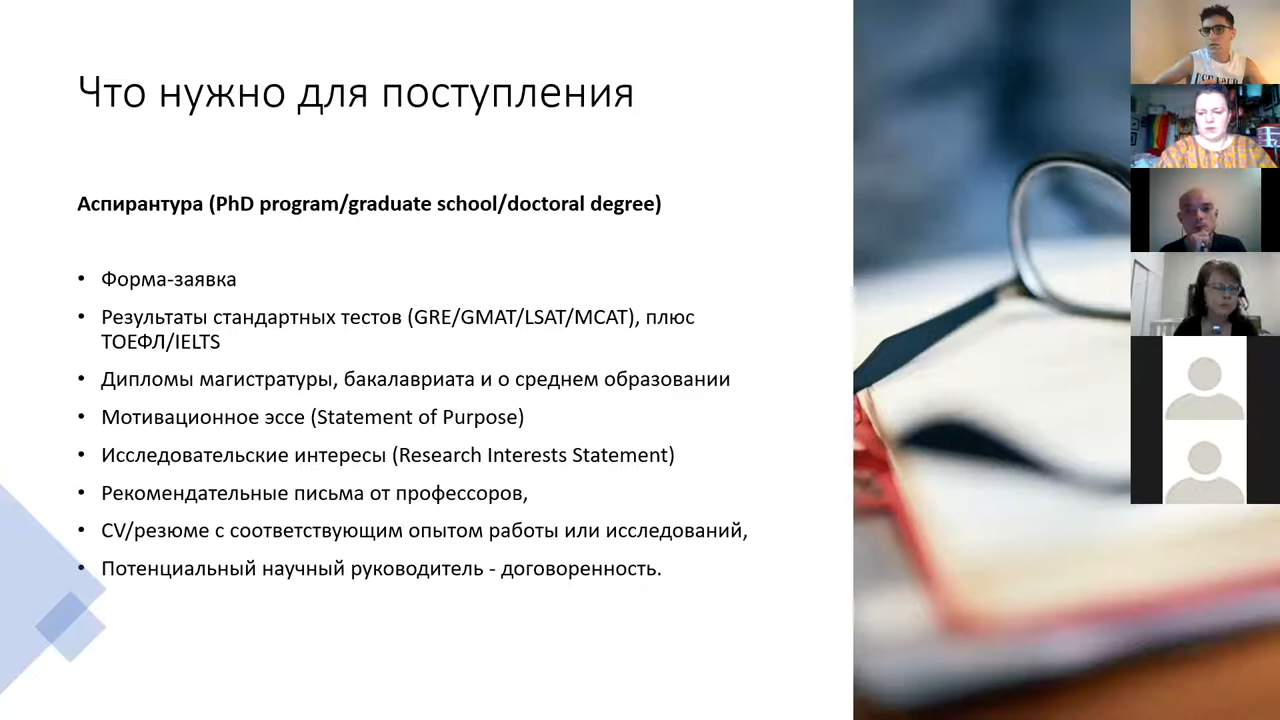 Что нужно для поступления
Аспирантура (PhD program/graduate school/doctoral degree)
• Форма-заявка
• Результаты стандартных тестов (GRE/GMAT/LSAT/MCAT), плюс
ТОЕФЛ/IELTS
• Дипломы магистратуры, бакалавриата и о среднем образовании
• Мотивационное эссе (Statement of Purpose)
• Исследовательские интересы (Research Interests Statement)
• Рекомендательные письма от профессоров,
• CV/резюме с соответствующим опытом работы или исследований,
• Потенциальный научный руководитель - договоренность.